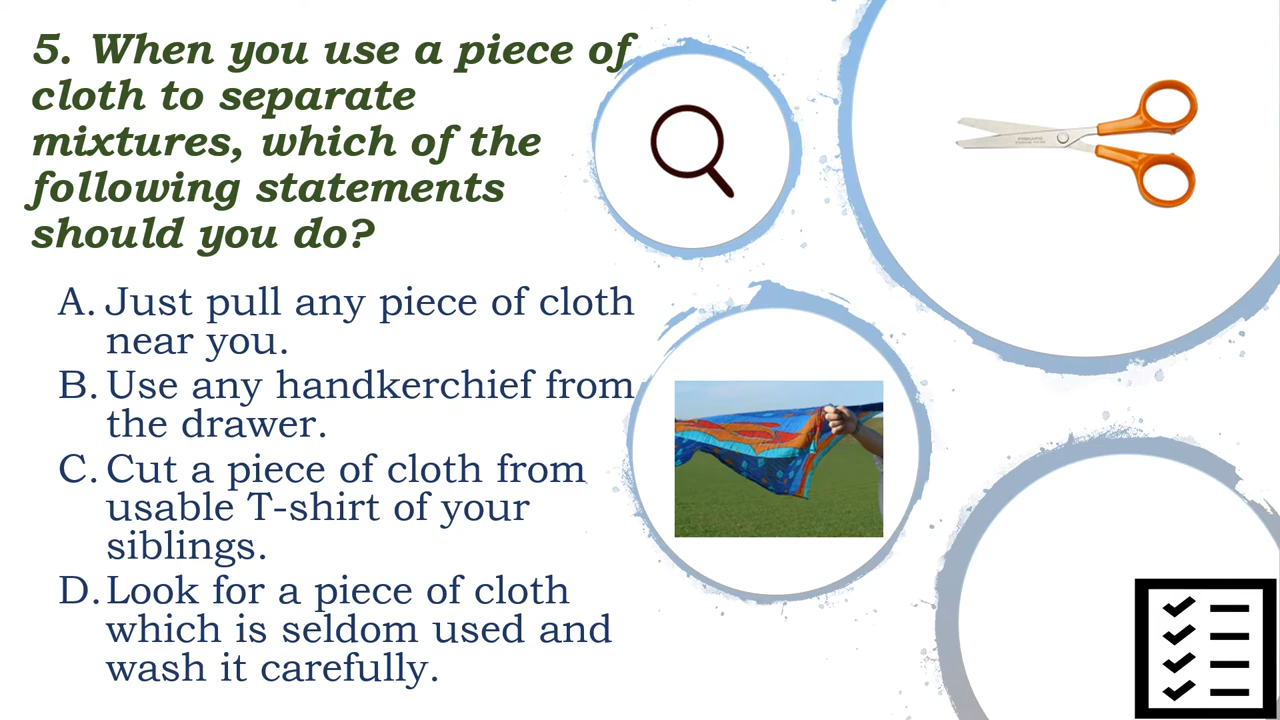 5. When you use a piece of
cloth to separate
mixtures, which of the
following statements
should you do?
A. Just pull any piece of cloth
near you.
B. Use any handkerchief from
the drawer.
C. Cut a piece of cloth from
usable T-shirt of your
siblings.
D. Look for a piece of cloth
which is seldom used and
wash it carefully.